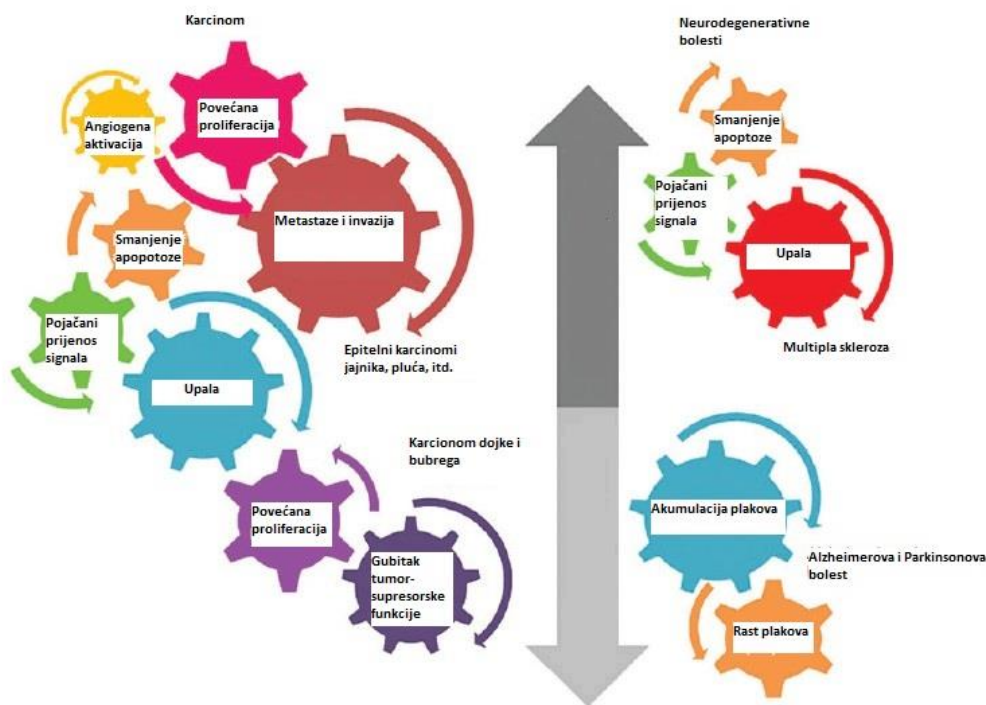 Karcinom
Angiogena
aktivacija
Povećana
proliferacija
Metastaze i invazija
Smanjenje
apopotoze
Pojačani
prijenos
signala
Upala
Epitelni karcinomi
jajnika, pluća, itd.
Karcionom dojke i
bubrega
Povećana
proliferacija
Gubitak
tumor-
supresorske
funkcije
Neurodegenerativne
bolesti
Smanjenje
apoptoze
Pojačani
prijenos
signala
Upala
Multipla skleroza
Akumulacija plakova
Alzheimerova i Parkinsonova
bolest
Rast plakova